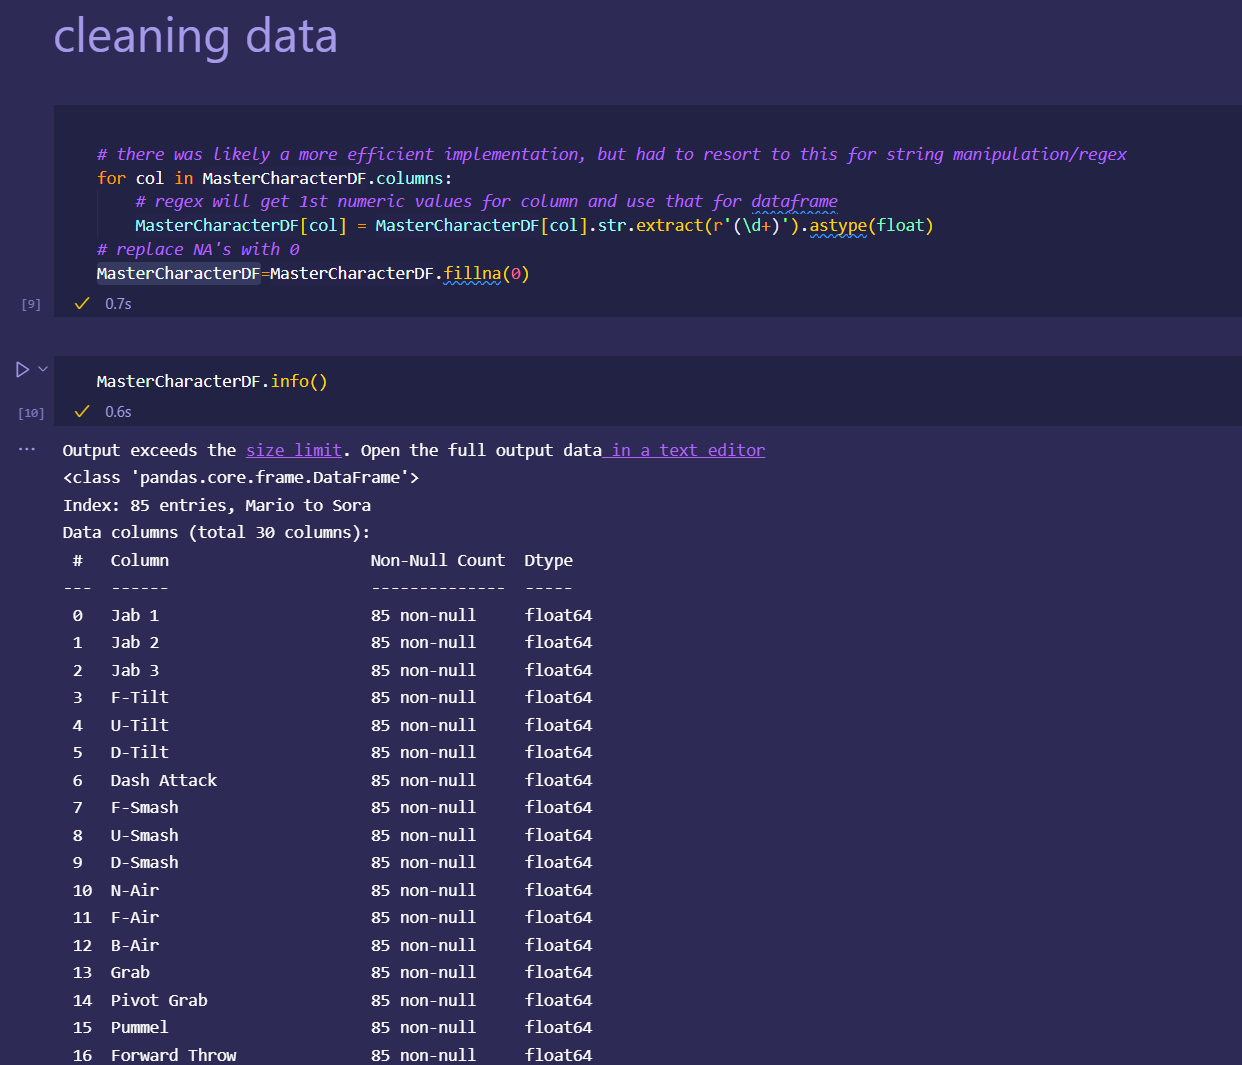 cleaning data
# there was likely a more efficient implementation, but had to resort to this for string manipulation/regex
for col in MasterCharacterDF.columns:
# regex will get 1st numeric values for column and use that for dataframe
MasterCharacterDF[col] = MasterCharacterDF[col].str.extract(r'(\d+)').astype(float)
# replace NA's with 0
MasterCharacterDF=MasterCharacterDF.fillna(0)
[9] 0.7s
MasterCharacterDF.info()
[10] 0.6s
Output exceeds the size limit. Open the full output data in a text editor
<class 'pandas.core.frame.DataFrame'>
Index: 85 entries, Mario to Sora
Data columns (total 30 columns):
# Column Non-Null Count Dtype
--- ------ -------------- -----
0 Jab 1 85 non-null float64
1 Jab 2 85 non-null float64
2 Jab 3 85 non-null float64
3 F-Tilt 85 non-null float64
4 U-Tilt 85 non-null float64
5 D-Tilt 85 non-null float64
6 Dash Attack 85 non-null float64
7 F-Smash 85 non-null float64
8 U-Smash 85 non-null float64
9 D-Smash 85 non-null float64
10 N-Air 85 non-null float64
11 F-Air 85 non-null float64
12 B-Air 85 non-null float64
13 Grab 85 non-null float64
14 Pivot Grab 85 non-null float64
15 Pummel 85 non-null float64
16 Forward Throw 85 non-null float64